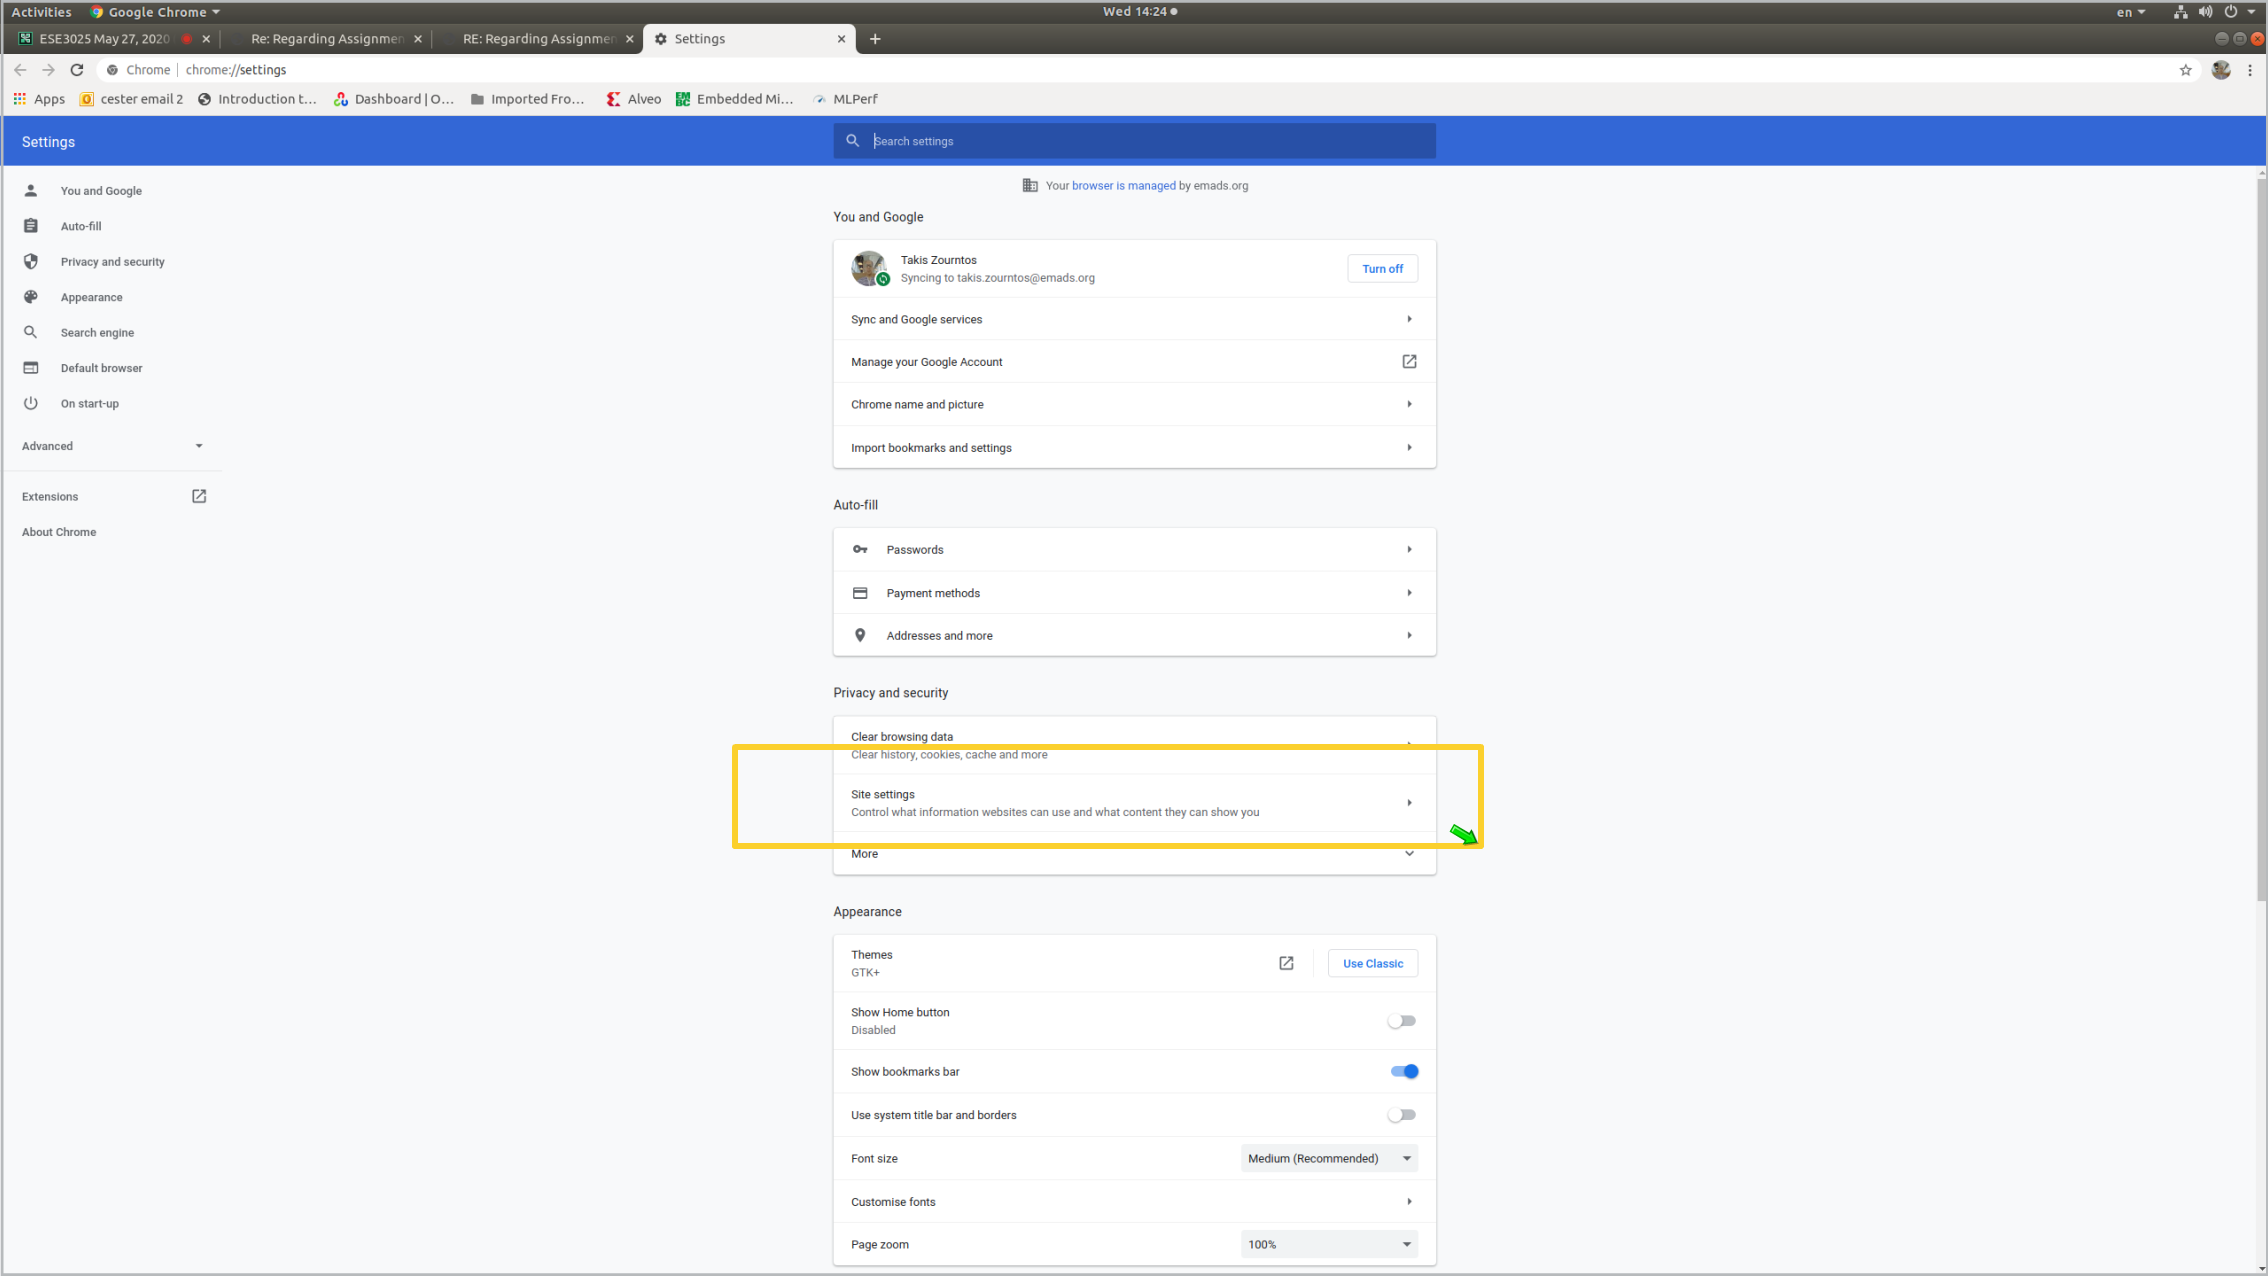 Activities Google Chrome Wed 14:24 en
ESE3025 May 27, 2020 Re: Regarding Assignmen RE: Regarding Assignmen Settings
Chrome chrome://settings
Apps cester email 2 Introduction t... Dashboard | O... Imported Fro... Alveo Embedded Mi... MLPerf
Settings
Search settings
You and Google
Auto-fill
Privacy and security
Appearance
Search engine
Default browser
On start-up
Advanced
Extensions
About Chrome
Your browser is managed by emads.org
You and Google
Takis Zourntos
Syncing to takis.zourntos@emads.org
Turn off
Sync and Google services
Manage your Google Account
Chrome name and picture
Import bookmarks and settings
Auto-fill
Passwords
Payment methods
Addresses and more
Privacy and security
Clear browsing data
Clear history, cookies, cache and more
Site settings
Control what information websites can use and what content they can show you
More
Appearance
Themes
GTK+
Use Classic
Show Home button
Disabled
Show bookmarks bar
Use system title bar and borders
Font size Medium (Recommended)
Customise fonts
Page zoom 100%